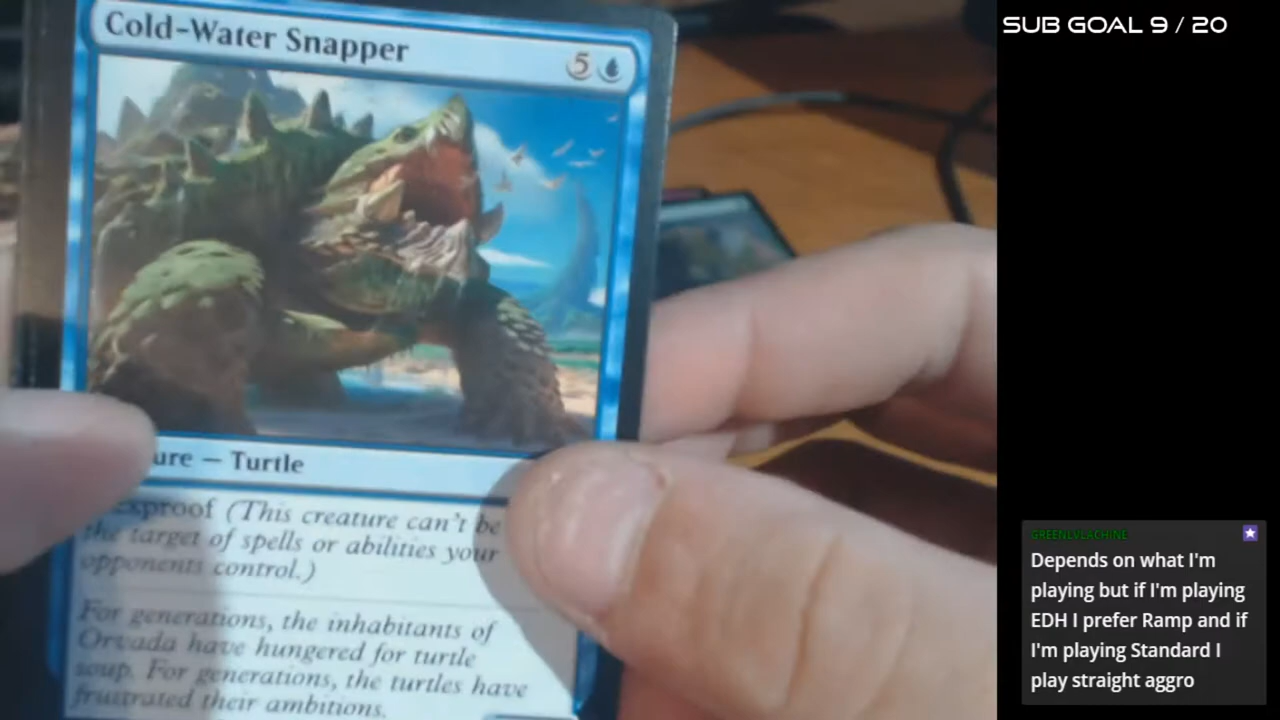 SUB GOAL 9 / 20
Cold-Water Snapper
5
ure — Turtle
exproof (This creature can't be
the target of spells or abilities your
opponents control.)
For generations, the inhabitants of
Orvada have hungered for turtle
soup. For generations, the turtles have
frustrated their ambitions.
GREENLVLACHINE
Depends on what I'm
playing but if I'm playing
EDH I prefer Ramp and if
I'm playing Standard I
play straight aggro